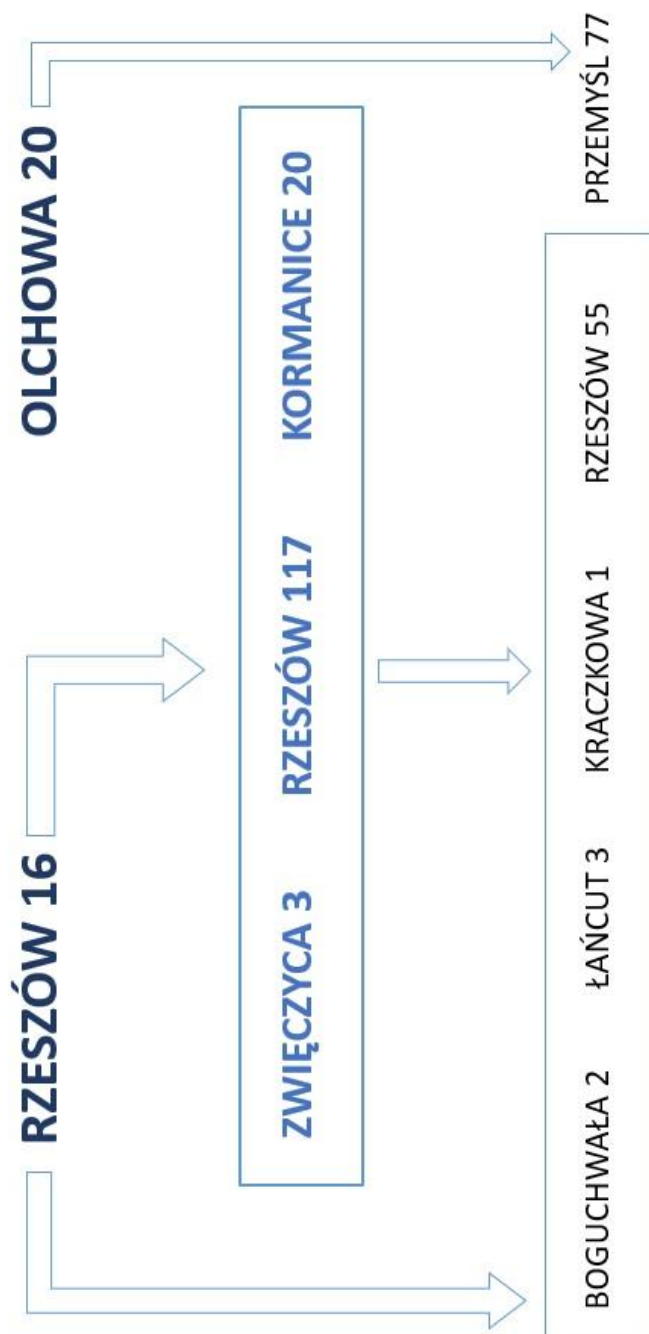 RZESZÓW 16
OLCHOWA 20
ZWIĘCZYCA 3
RZESZÓW 117
KORMANICE 20
BOGUCHWAŁA 2
ŁAŃCUT 3
KRACZKOWA 1
RZESZÓW 55
PRZEMYŚL 77